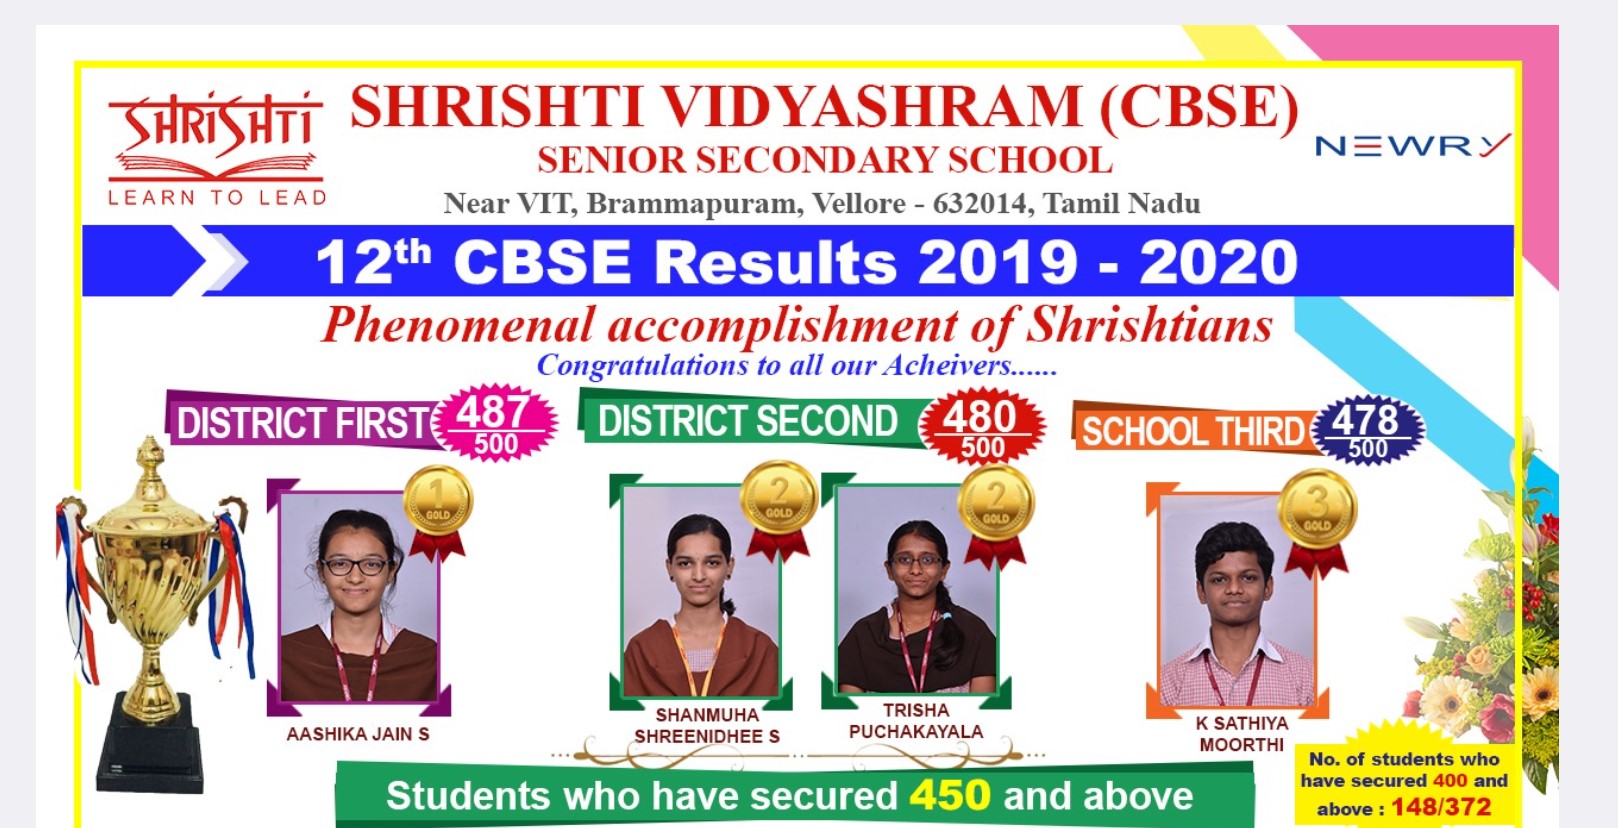 SHRISHTI
LEARN TO LEAD
SHRISHTI VIDYASHRAM (CBSE)
SENIOR SECONDARY SCHOOL
NEWRY
Near VIT, Brammapuram, Vellore - 632014, Tamil Nadu
12th CBSE Results 2019 - 2020
Phenomenal accomplishment of Shrishtians
Congratulations to all our Acheivers......
DISTRICT FIRST
487
500
DISTRICT SECOND
480
500
SCHOOL THIRD
478
500
1
GOLD
2
GOLD
2
GOLD
3
GOLD
AASHIKA JAIN S
SHANMUHA
SHREENIDHEE S
TRISHA
PUCHAKAYALA
K SATHIYA
MOORTHI
Students who have secured 450 and above
No. of students who
have secured 400 and
above : 148/372